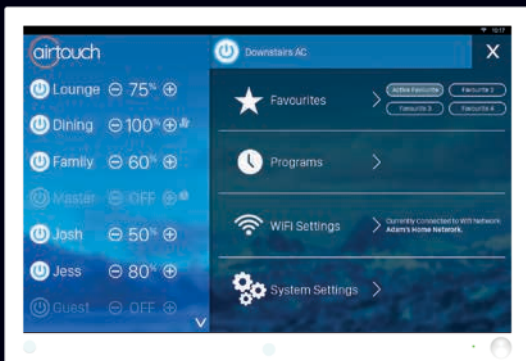 10:17
airtouch
Downstairs AC
X
Lounge 75%
Dining 100%
Family 60%
Master OFF
Josh 50%
Jess 80%
Guest OFF
Favourites
Active Favourite
Favourite 2
Favourite 3
Favourite 4
Programs
WiFi Settings
Currently Connected to Wifi Network:
Adam's Home Network.
System Settings